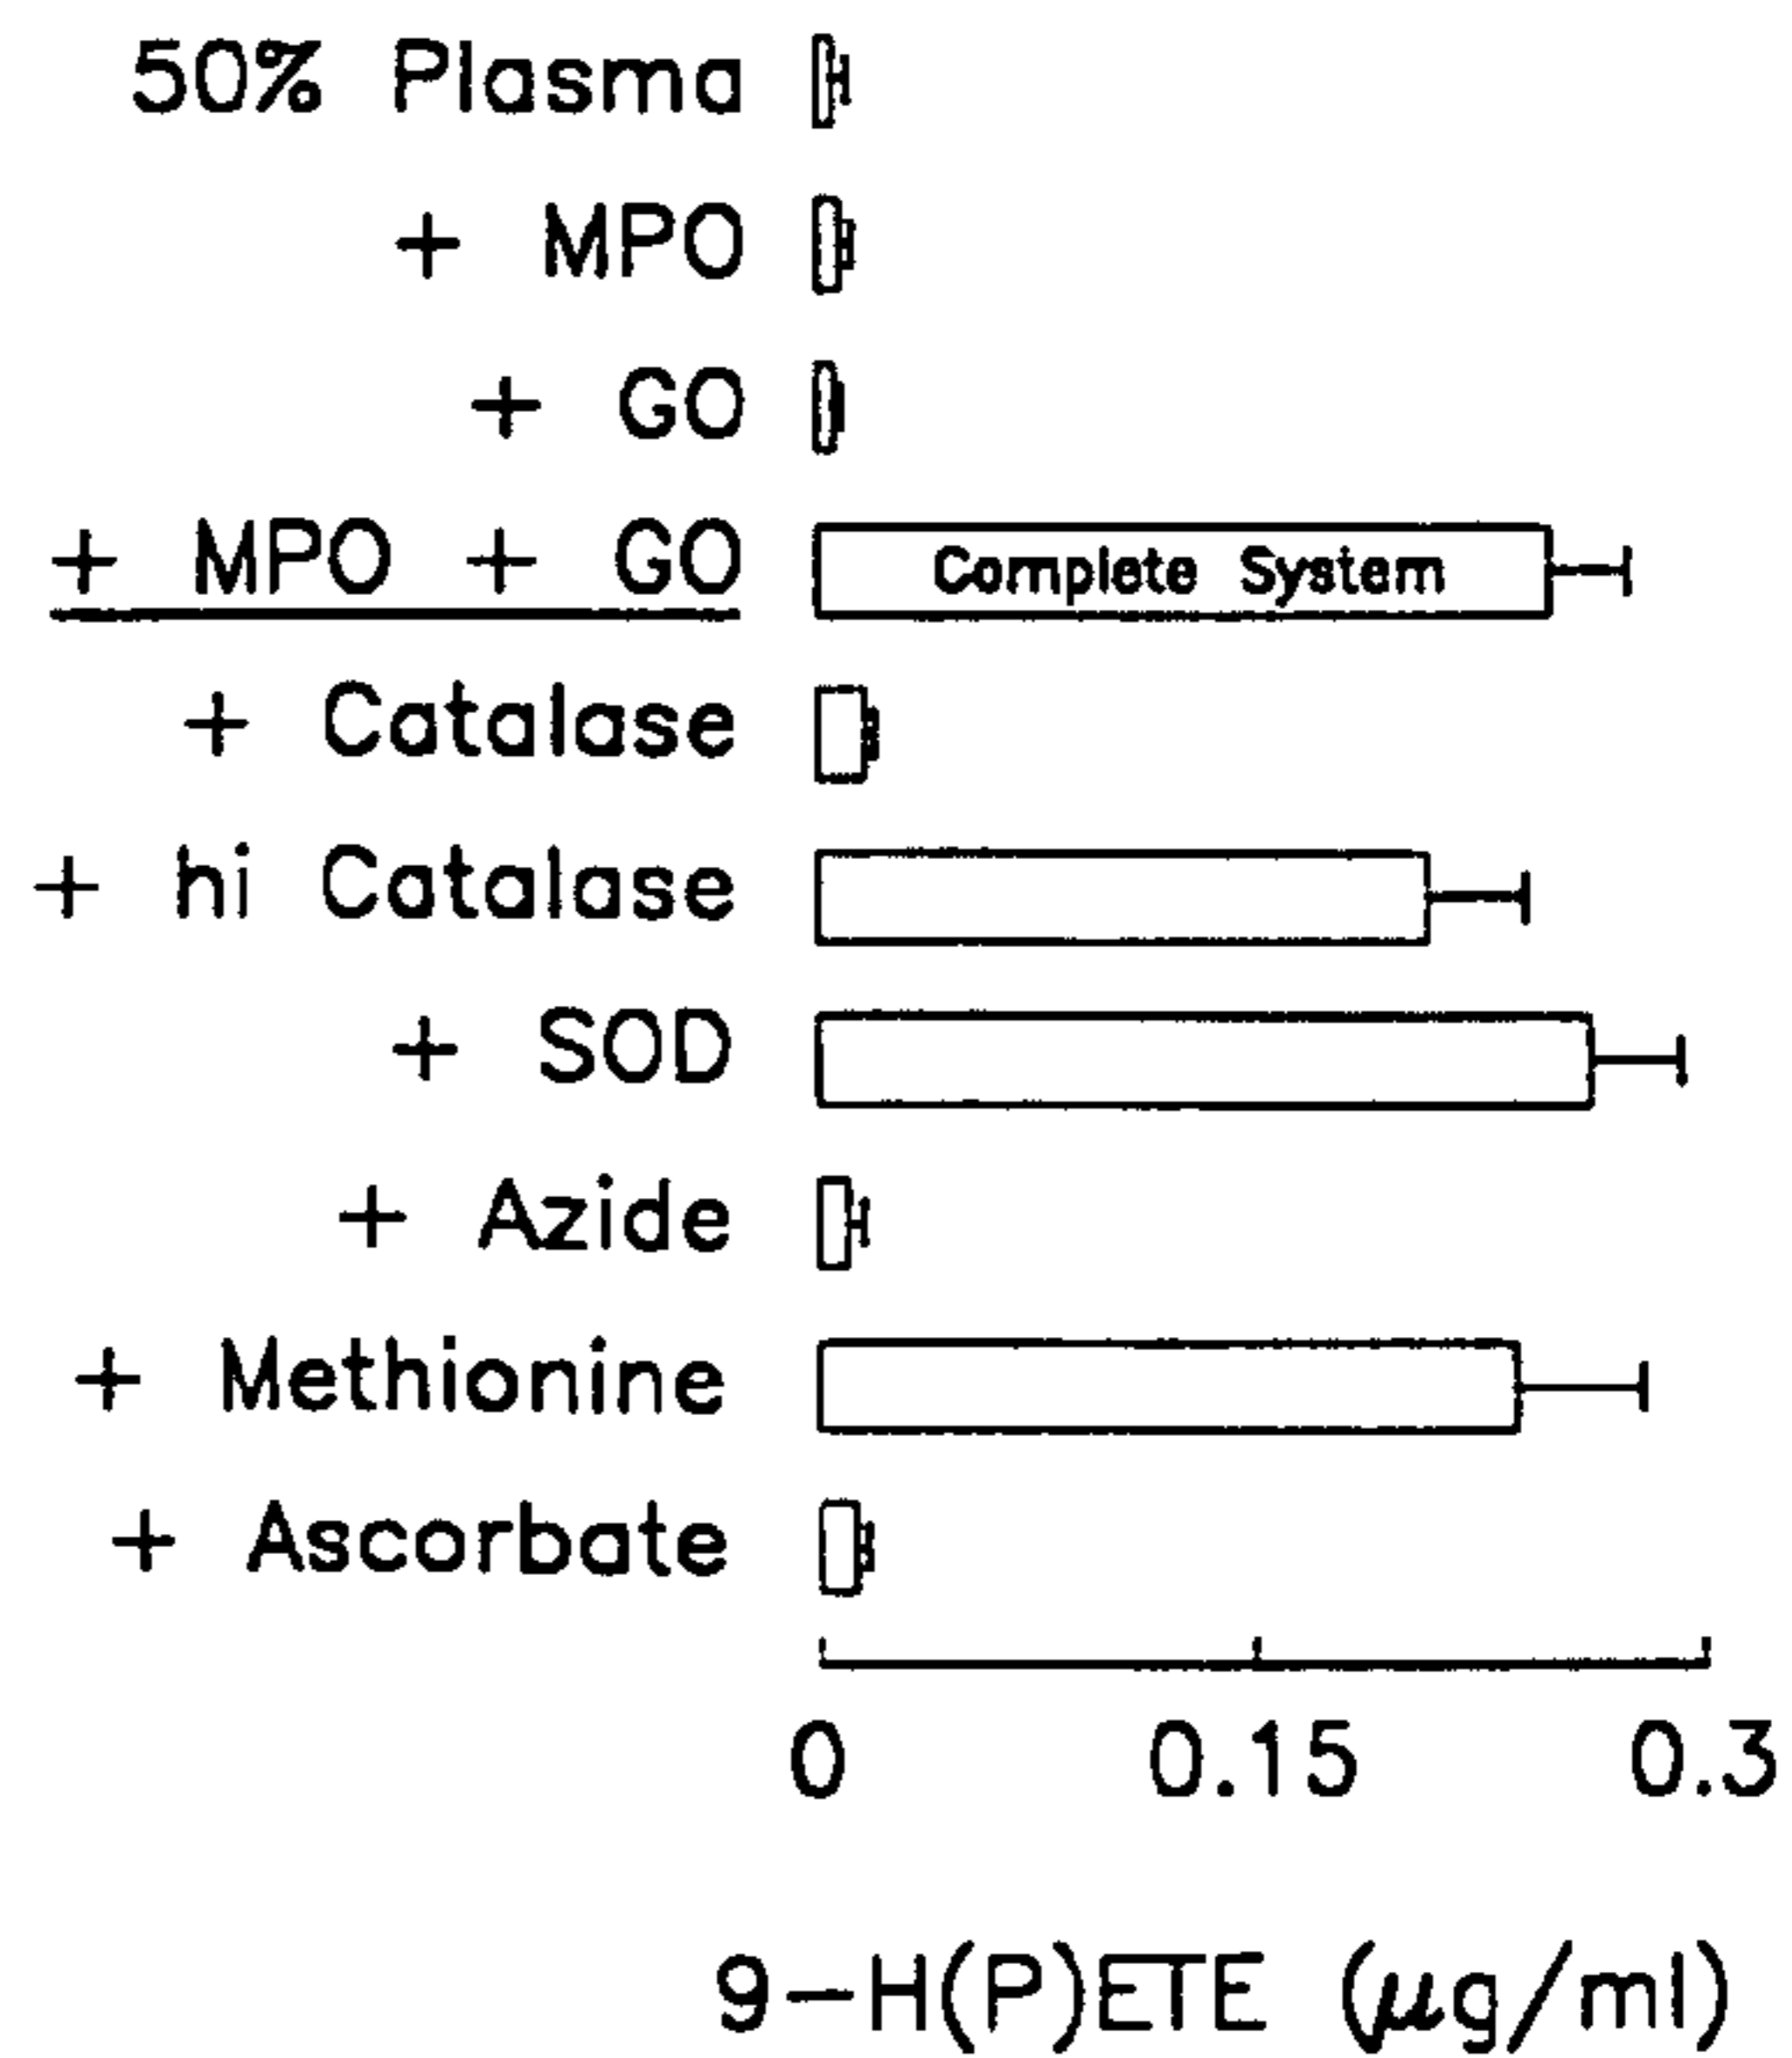 50% Plasma
+ MPO
+ GO
+ MPO + GO Complete System
+ Catalase
+ hi Catalase
+ SOD
+ Azide
+ Methionine
+ Ascorbate
0 0.15 0.3
9-H(P)ETE (μg/ml)